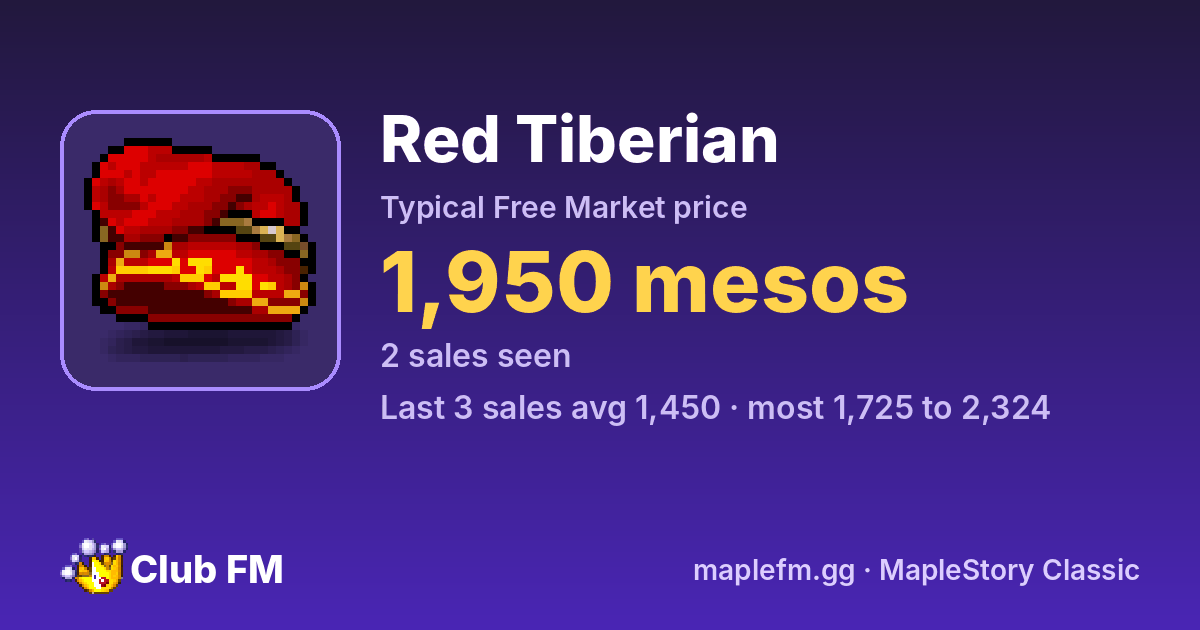 Red Tiberian
Typical Free Market price
1,950 mesos
2 sales seen
Last 3 sales avg 1,450 · most 1,725 to 2,324
Club FM
maplefm.gg · MapleStory Classic